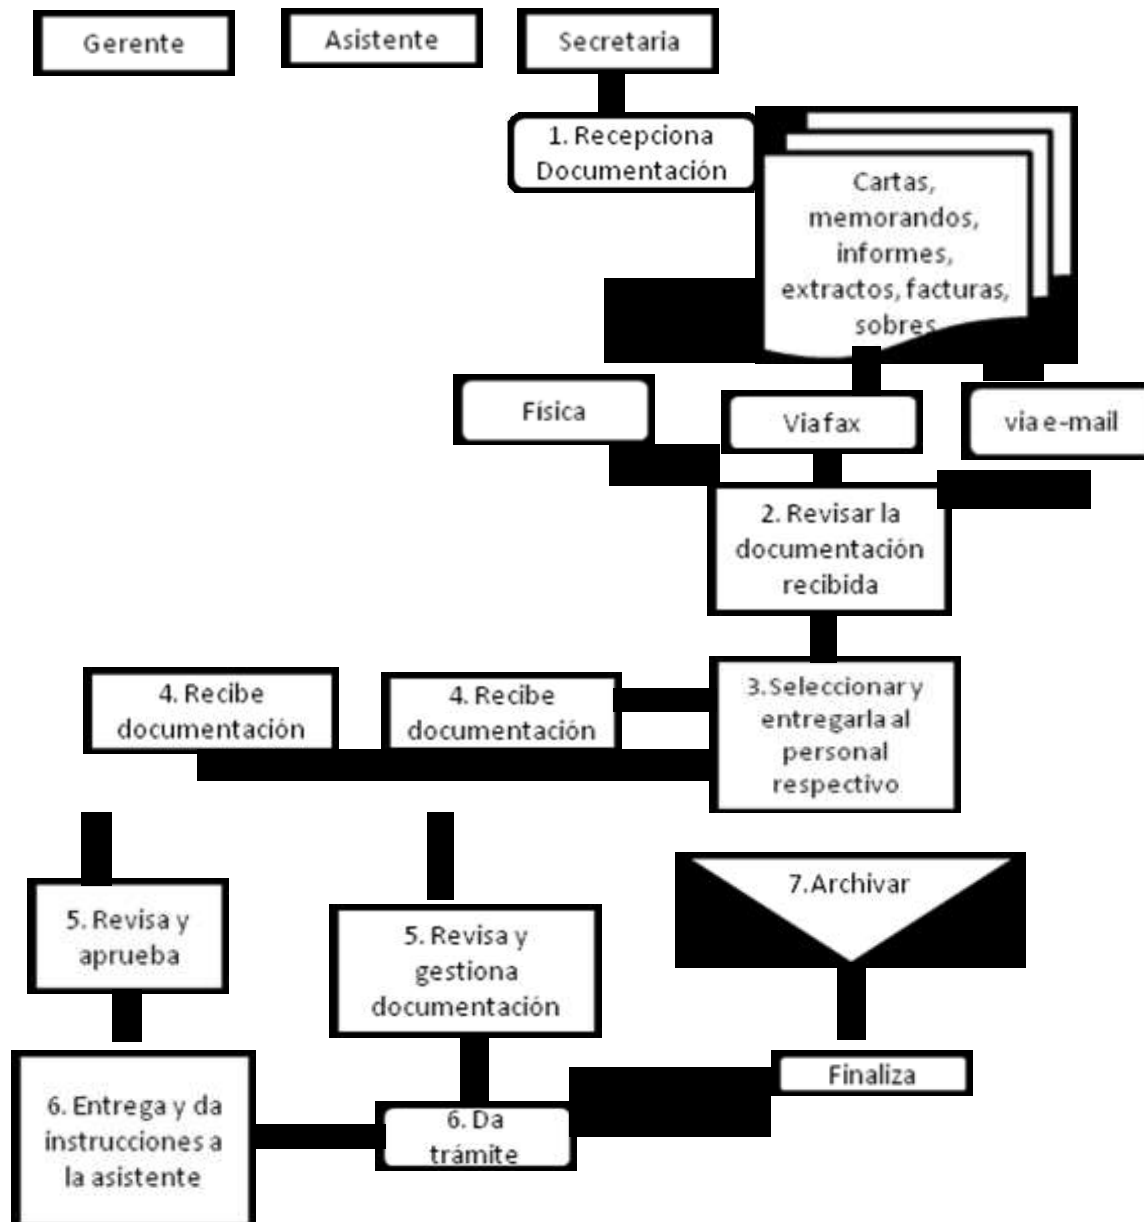 Gerente
Asistente
Secretaria
1. Recepciona
Documentación
Cartas,
memorandos,
informes,
extractos, facturas,
sobres
Física
Via fax
via e-mail
2. Revisar la
documentación
recibida
3. Seleccionar y
entregarla al
personal
respectivo
4. Recibe
documentación
4. Recibe
documentación
5. Revisa y
aprueba
5. Revisa y
gestiona
documentación
7. Archivar
6. Entrega y da
instrucciones a
la asistente
6. Da
trámite
Finaliza